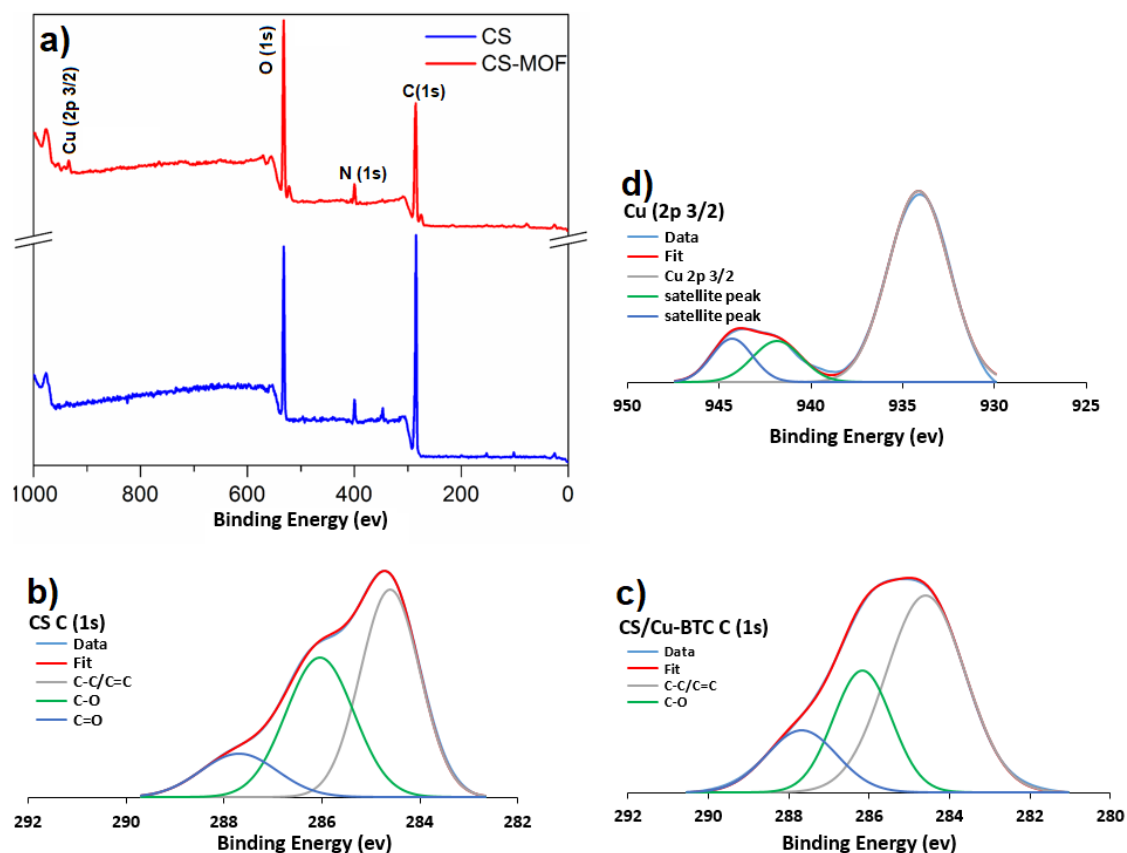 a)
CS
CS-MOF
Cu (2p 3/2)
O (1s)
N (1s)
C(1s)
1000 800 600 400 200 0
Binding Energy (ev)
d)
Cu (2p 3/2)
Data
Fit
Cu 2p 3/2
satellite peak
satellite peak
950 945 940 935 930 925
Binding Energy (ev)
b)
CS C (1s)
Data
Fit
C-C/C=C
C-O
C=O
292 290 288 286 284 282
Binding Energy (ev)
c)
CS/Cu-BTC C (1s)
Data
Fit
C-C/C=C
C-O
292 290 288 286 284 282 280
Binding Energy (ev)